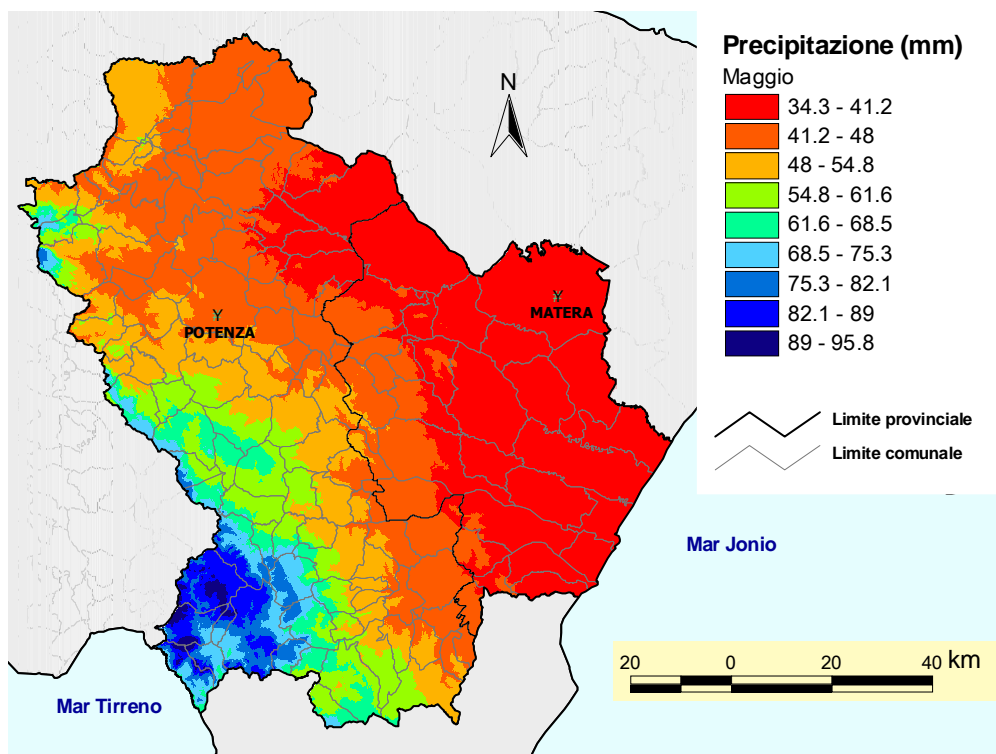 Precipitazione (mm)
Maggio
34.3 - 41.2
41.2 - 48
48 - 54.8
54.8 - 61.6
61.6 - 68.5
68.5 - 75.3
75.3 - 82.1
82.1 - 89
89 - 95.8
Limite provinciale
Limite comunale
N
POTENZA
MATERA
Mar Jonio
Mar Tirreno
20 0 20 40 km